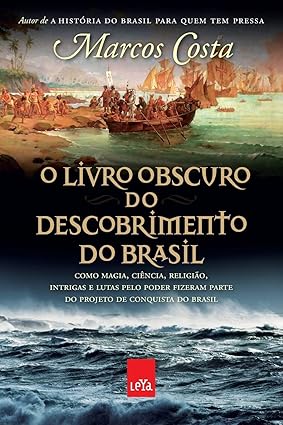 Autor de A HISTÓRIA DO BRASIL PARA QUEM TEM PRESSA
Marcos Costa
O LIVRO OBSCURO
DO
DESCOBRIMENTO
DO BRASIL
COMO MAGIA, CIÊNCIA, RELIGIÃO,
INTRIGAS E LUTAS PELO PODER FIZERAM PARTE
DO PROJETO DE CONQUISTA DO BRASIL
LeYa